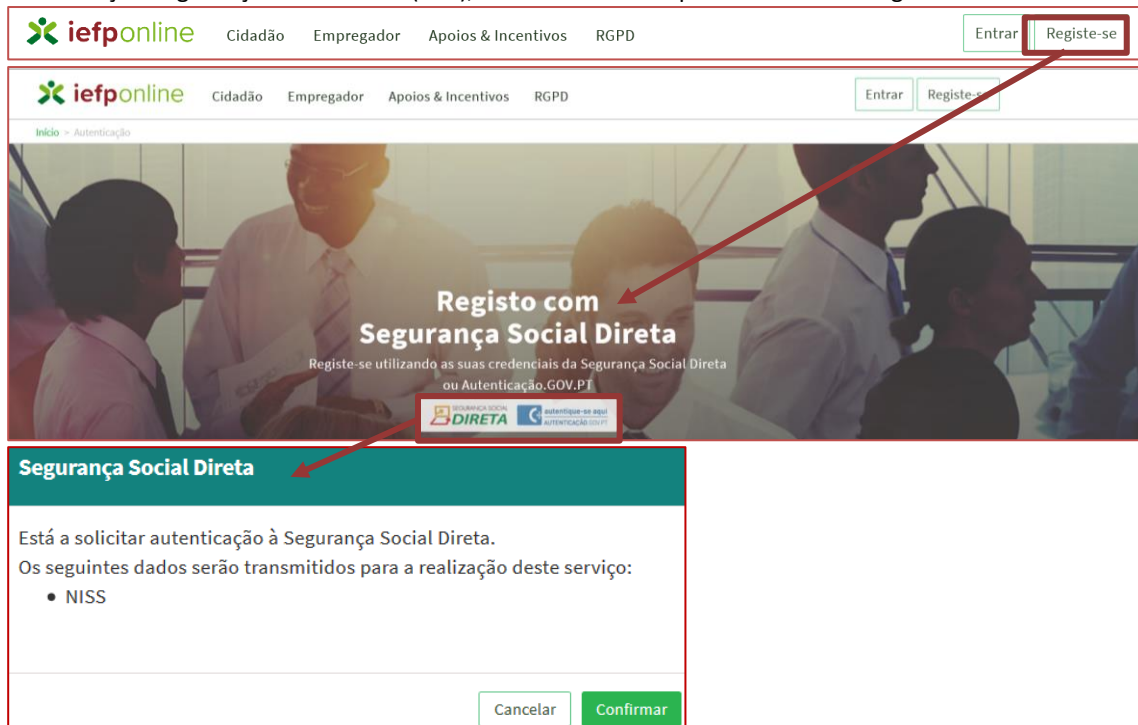 iefponline Cidadão Empregador Apoios & Incentivos RGPD Entrar Registe-se
iefponline Cidadão Empregador Apoios & Incentivos RGPD Entrar
Início > Autenticação
Registo com
Segurança Social Direta
Registe-se utilizando as suas credenciais da Segurança Social Direta
ou Autenticação.GOV.PT
SEGURANÇA SOCIAL
DIRETA
autentique-se aqui
AUTENTICAÇÃO.GOV.PT
Segurança Social Direta
Está a solicitar autenticação à Segurança Social Direta.
Os seguintes dados serão transmitidos para a realização deste serviço:
• NISS
Cancelar Confirmar